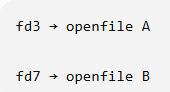 fd3 → openfile A
fd7 → openfile B